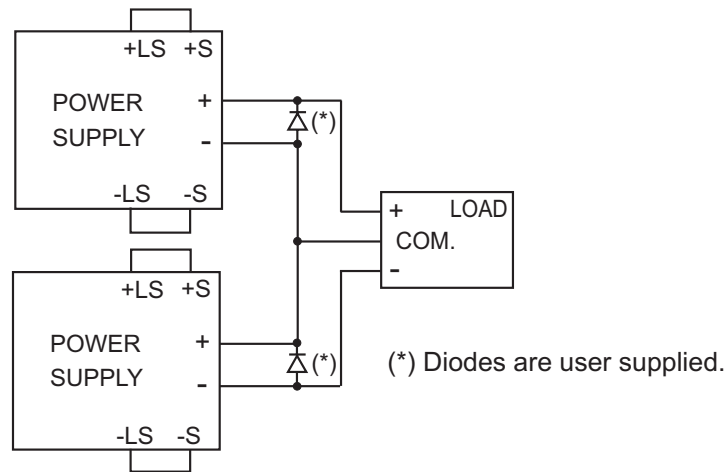 +LS +S
POWER
SUPPLY
+
-
(*)
-LS -S
+ LOAD
COM.
-
+LS +S
POWER
SUPPLY
+
-
(*)
-LS -S
(*) Diodes are user supplied.